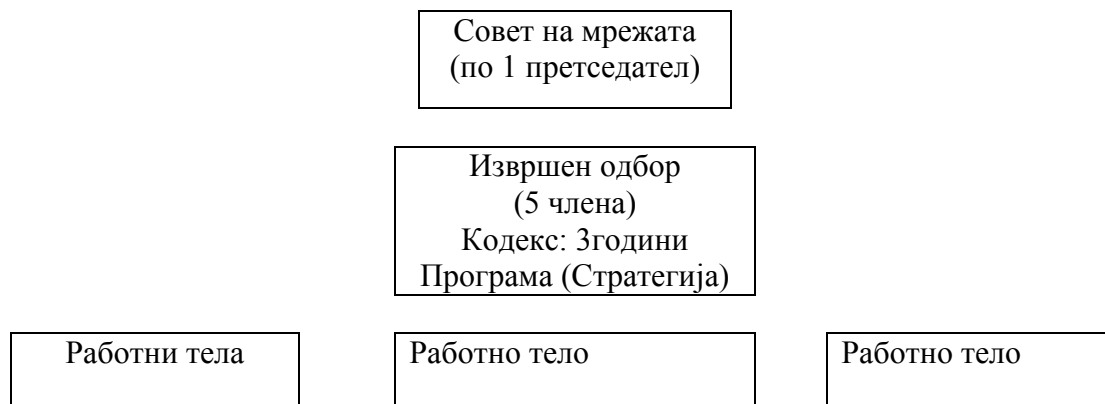 Совет на мрежата
(по 1 претседател)
Извршен одбор
(5 члена)
Кодекс: 3години
Програма (Стратегија)
Работни тела
Работно тело
Работно тело